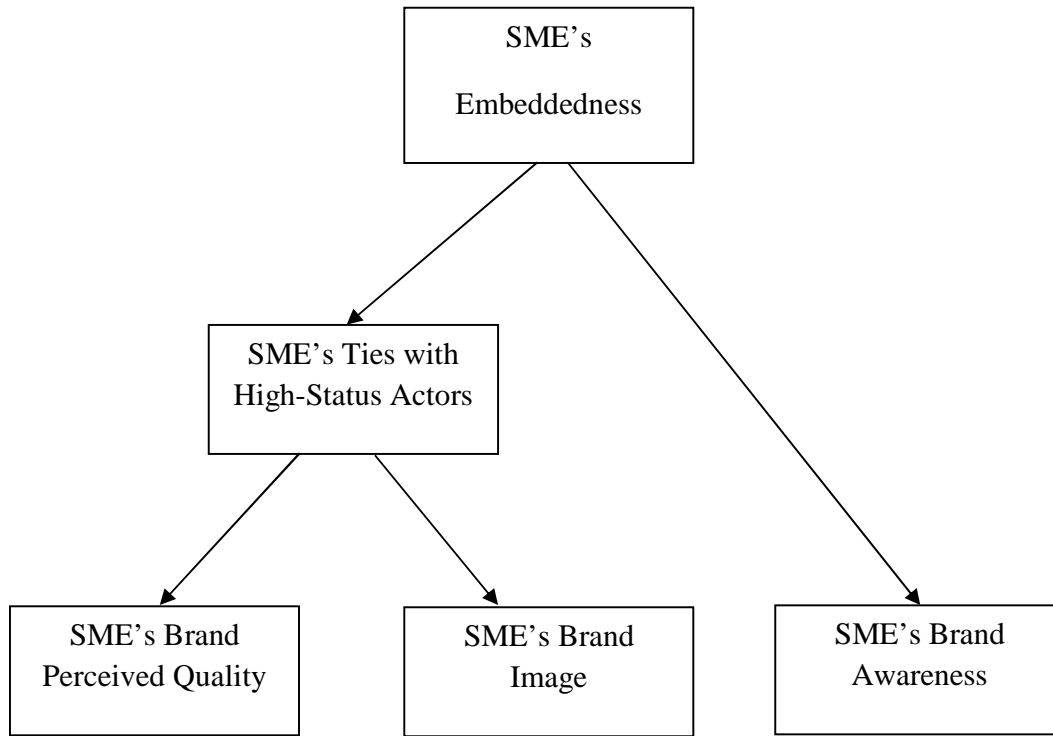 SME’s
Embeddedness
SME’s Ties with
High-Status Actors
SME’s Brand
Perceived Quality
SME’s Brand
Image
SME’s Brand
Awareness